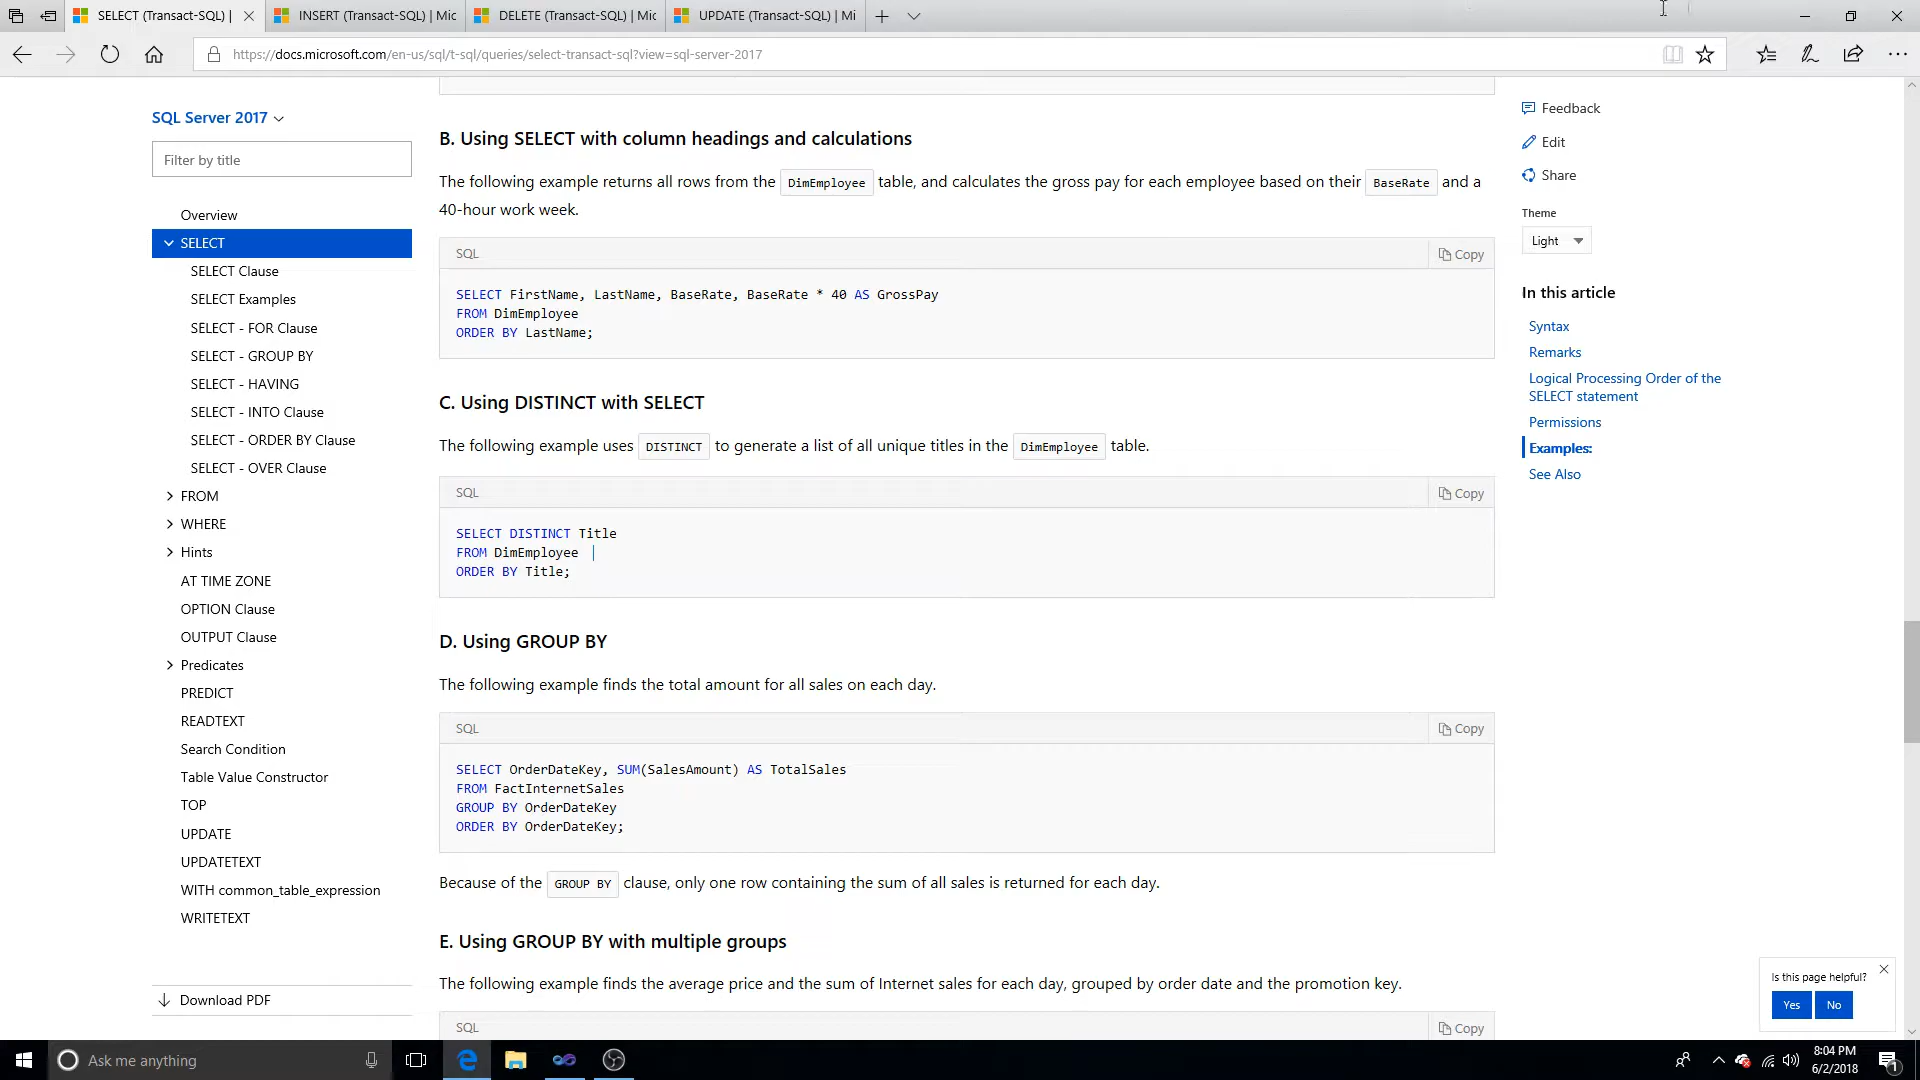 SELECT (Transact-SQL) |
INSERT (Transact-SQL) | Mic
DELETE (Transact-SQL) | Mic
UPDATE (Transact-SQL) | Mi
https://docs.microsoft.com/en-us/sql/t-sql/queries/select-transact-sql?view=sql-server-2017
SQL Server 2017
Filter by title
Overview
SELECT
SELECT Clause
SELECT Examples
SELECT - FOR Clause
SELECT - GROUP BY
SELECT - HAVING
SELECT - INTO Clause
SELECT - ORDER BY Clause
SELECT - OVER Clause
FROM
WHERE
Hints
AT TIME ZONE
OPTION Clause
OUTPUT Clause
Predicates
PREDICT
READTEXT
Search Condition
Table Value Constructor
TOP
UPDATE
UPDATETEXT
WITH common_table_expression
WRITETEXT
Download PDF
B. Using SELECT with column headings and calculations
The following example returns all rows from the DimEmployee table, and calculates the gross pay for each employee based on their BaseRate and a
40-hour work week.
SQL
Copy
SELECT FirstName, LastName, BaseRate, BaseRate * 40 AS GrossPay
FROM DimEmployee
ORDER BY LastName;
C. Using DISTINCT with SELECT
The following example uses DISTINCT to generate a list of all unique titles in the DimEmployee table.
SQL
Copy
SELECT DISTINCT Title
FROM DimEmployee
ORDER BY Title;
D. Using GROUP BY
The following example finds the total amount for all sales on each day.
SQL
Copy
SELECT OrderDateKey, SUM(SalesAmount) AS TotalSales
FROM FactInternetSales
GROUP BY OrderDateKey
ORDER BY OrderDateKey;
Because of the GROUP BY clause, only one row containing the sum of all sales is returned for each day.
E. Using GROUP BY with multiple groups
The following example finds the average price and the sum of Internet sales for each day, grouped by order date and the promotion key.
SQL
Copy
Feedback
Edit
Share
Theme
Light
In this article
Syntax
Remarks
Logical Processing Order of the
SELECT statement
Permissions
Examples:
See Also
Is this page helpful?
Yes
No
Ask me anything
8:04 PM
6/2/2018
1